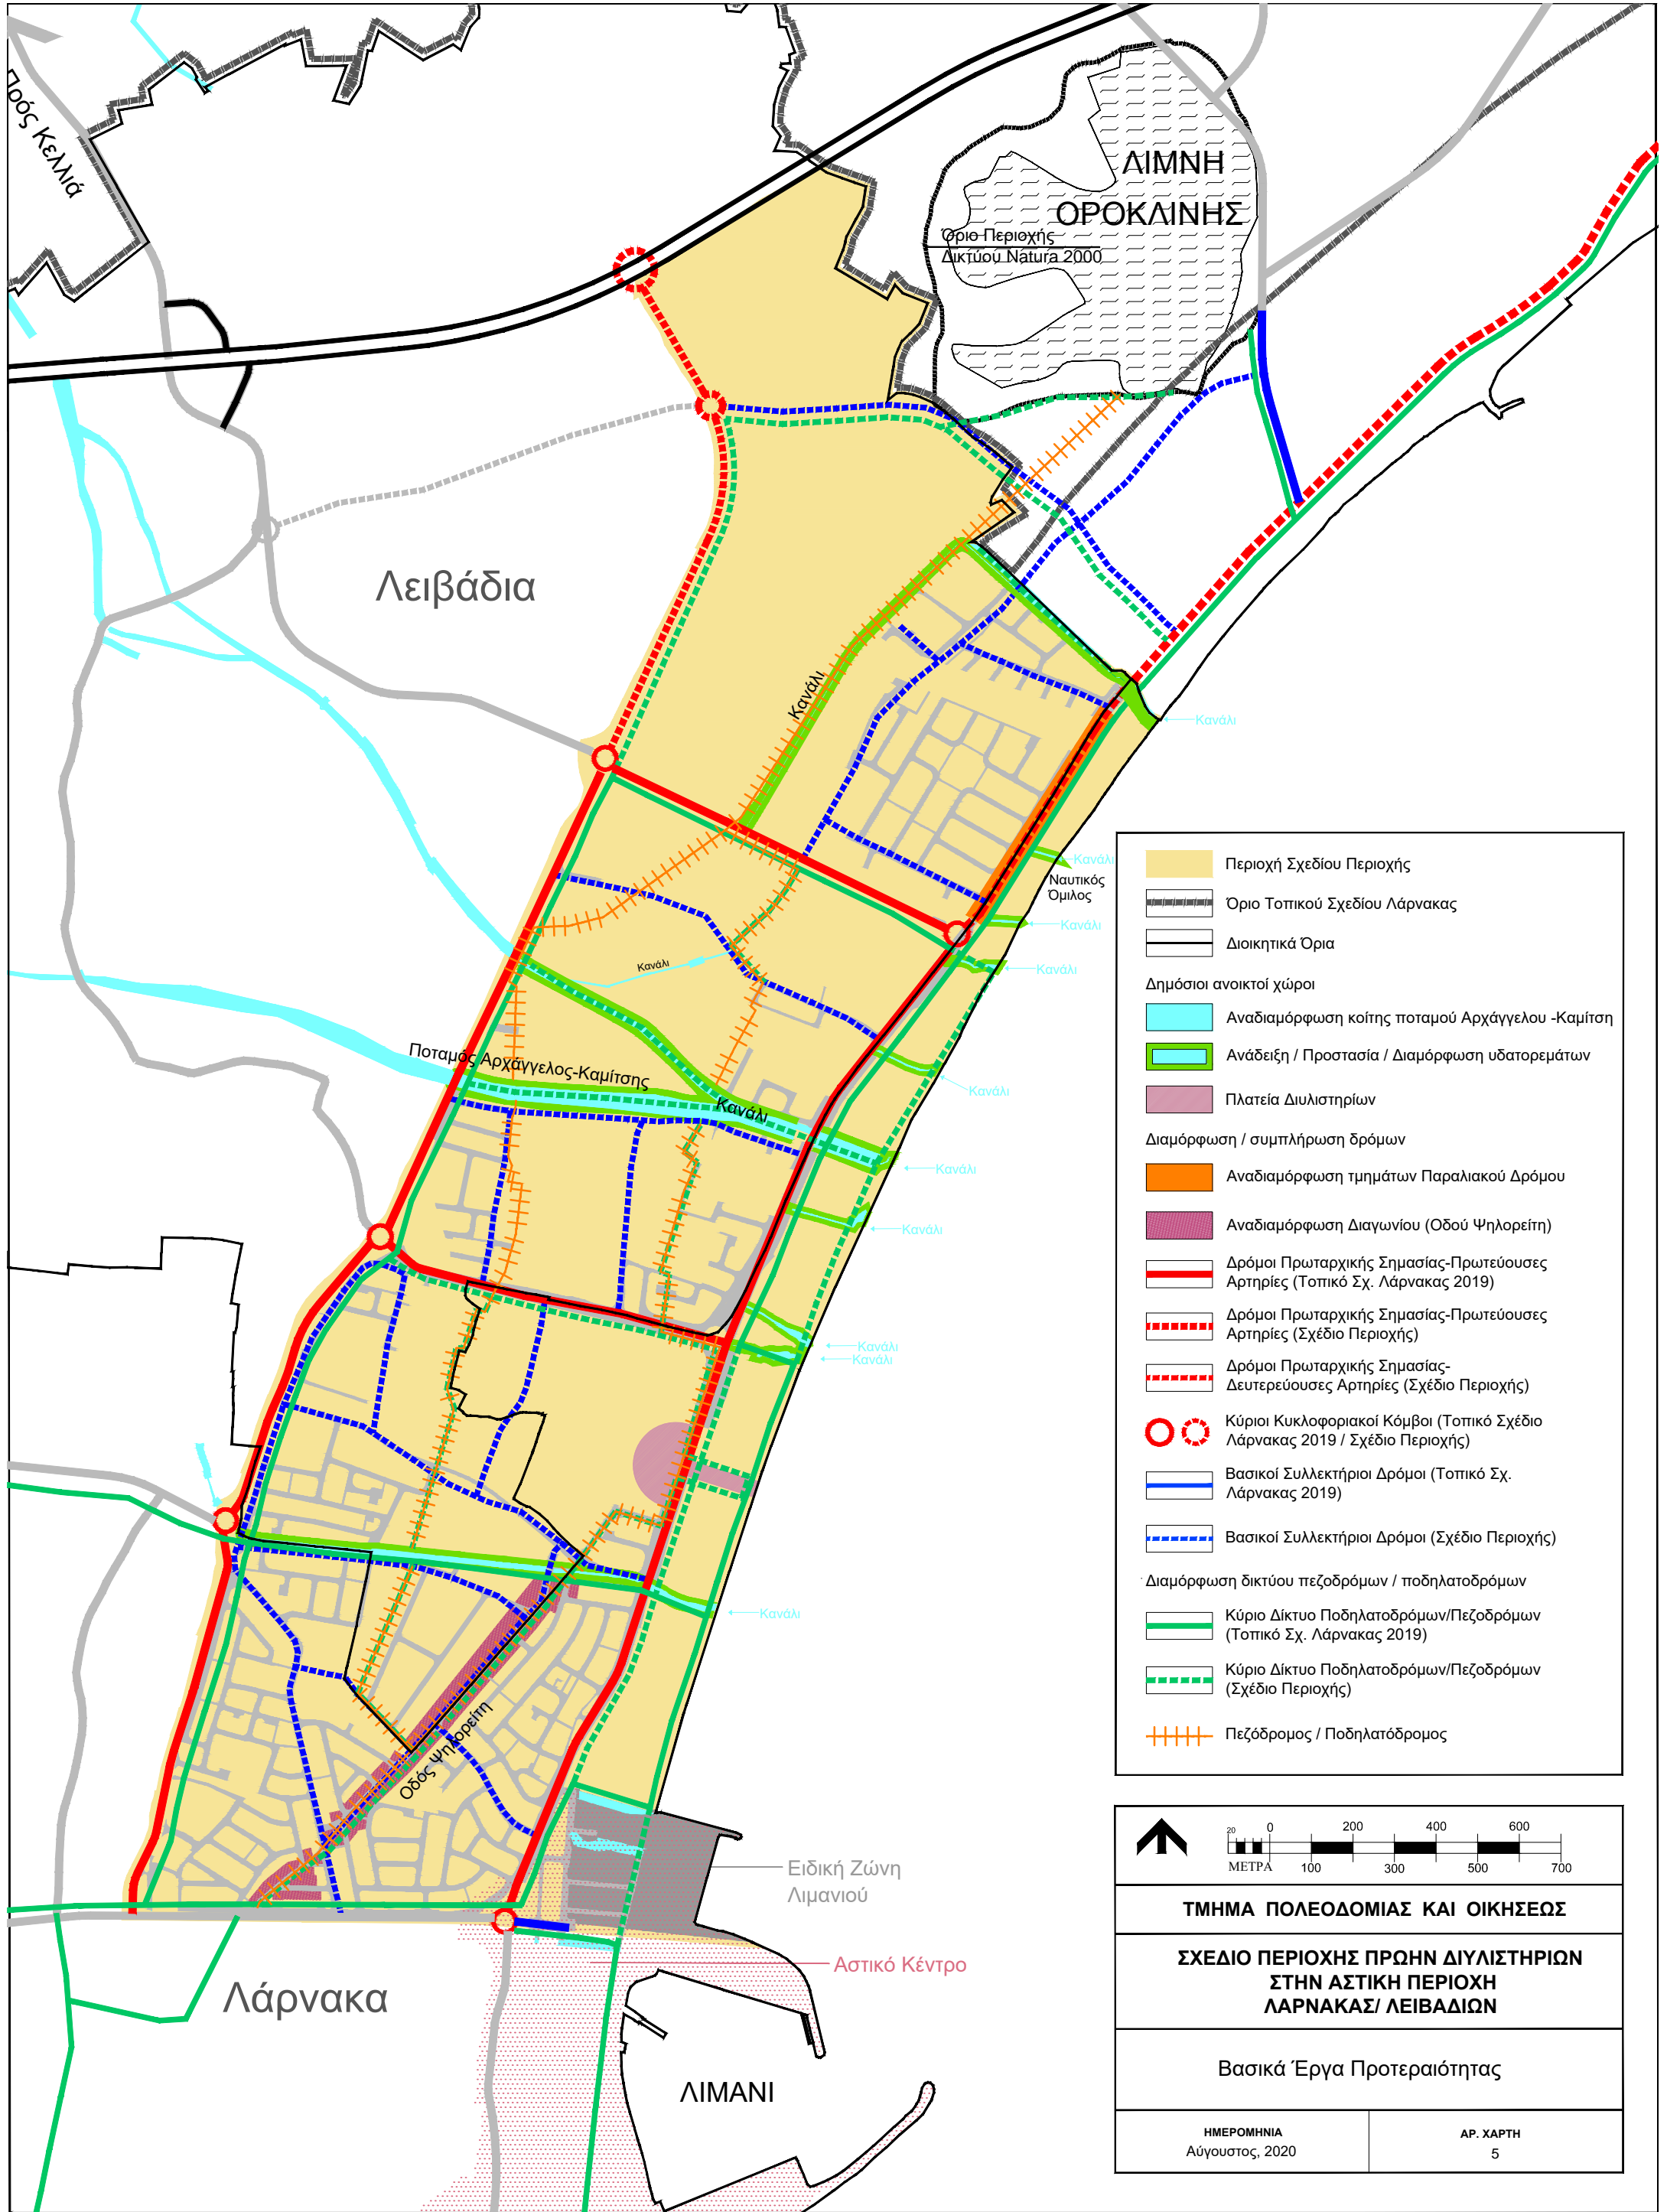 Πρός Κελλιά
ΛΙΜΝΗ
ΟΡΟΚΛΙΝΗΣ
Όριο Περιοχής
Δικτύου Natura 2000
Λειβάδια
Κανάλι
Κανάλι
Κανάλι
Ναυτικός
Όμιλος
Κανάλι
Κανάλι
Κανάλι
Ποταμός Αρχάγγελος-Καμίτσης
Κανάλι
Κανάλι
Κανάλι
Κανάλι
Κανάλι
Κανάλι
Κανάλι
Οδός Ψηλορείτη
Ειδική Ζώνη
Λιμανιού
Αστικό Κέντρο
Λάρνακα
ΛΙΜΑΝΙ
Περιοχή Σχεδίου Περιοχής
Όριο Τοπικού Σχεδίου Λάρνακας
Διοικητικά Όρια
Δημόσιοι ανοικτοί χώροι
Αναδιαμόρφωση κοίτης ποταμού Αρχάγγελου -Καμίτση
Ανάδειξη / Προστασία / Διαμόρφωση υδατορεμάτων
Πλατεία Διυλιστηρίων
Διαμόρφωση / συμπλήρωση δρόμων
Αναδιαμόρφωση τμημάτων Παραλιακού Δρόμου
Αναδιαμόρφωση Διαγωνίου (Οδού Ψηλορείτη)
Δρόμοι Πρωταρχικής Σημασίας-Πρωτεύουσες
Αρτηρίες (Τοπικό Σχ. Λάρνακας 2019)
Δρόμοι Πρωταρχικής Σημασίας-Πρωτεύουσες
Αρτηρίες (Σχέδιο Περιοχής)
Δρόμοι Πρωταρχικής Σημασίας-
Δευτερεύουσες Αρτηρίες (Σχέδιο Περιοχής)
Κύριοι Κυκλοφοριακοί Κόμβοι (Τοπικό Σχέδιο
Λάρνακας 2019 / Σχέδιο Περιοχής)
Βασικοί Συλλεκτήριοι Δρόμοι (Τοπικό Σχ.
Λάρνακας 2019)
Βασικοί Συλλεκτήριοι Δρόμοι (Σχέδιο Περιοχής)
Διαμόρφωση δικτύου πεζοδρόμων / ποδηλατοδρόμων
Κύριο Δίκτυο Ποδηλατοδρόμων/Πεζοδρόμων
(Τοπικό Σχ. Λάρνακας 2019)
Κύριο Δίκτυο Ποδηλατοδρόμων/Πεζοδρόμων
(Σχέδιο Περιοχής)
Πεζόδρομος / Ποδηλατόδρομος
20 0 200 400 600
ΜΕΤΡΑ 100 300 500 700
ΤΜΗΜΑ ΠΟΛΕΟΔΟΜΙΑΣ ΚΑΙ ΟΙΚΗΣΕΩΣ
ΣΧΕΔΙΟ ΠΕΡΙΟΧΗΣ ΠΡΩΗΝ ΔΙΥΛΙΣΤΗΡΙΩΝ
ΣΤΗΝ ΑΣΤΙΚΗ ΠΕΡΙΟΧΗ
ΛΑΡΝΑΚΑΣ/ ΛΕΙΒΑΔΙΩΝ
Βασικά Έργα Προτεραιότητας
ΗΜΕΡΟΜΗΝΙΑ
Αύγουστος, 2020
ΑΡ. ΧΑΡΤΗ
5